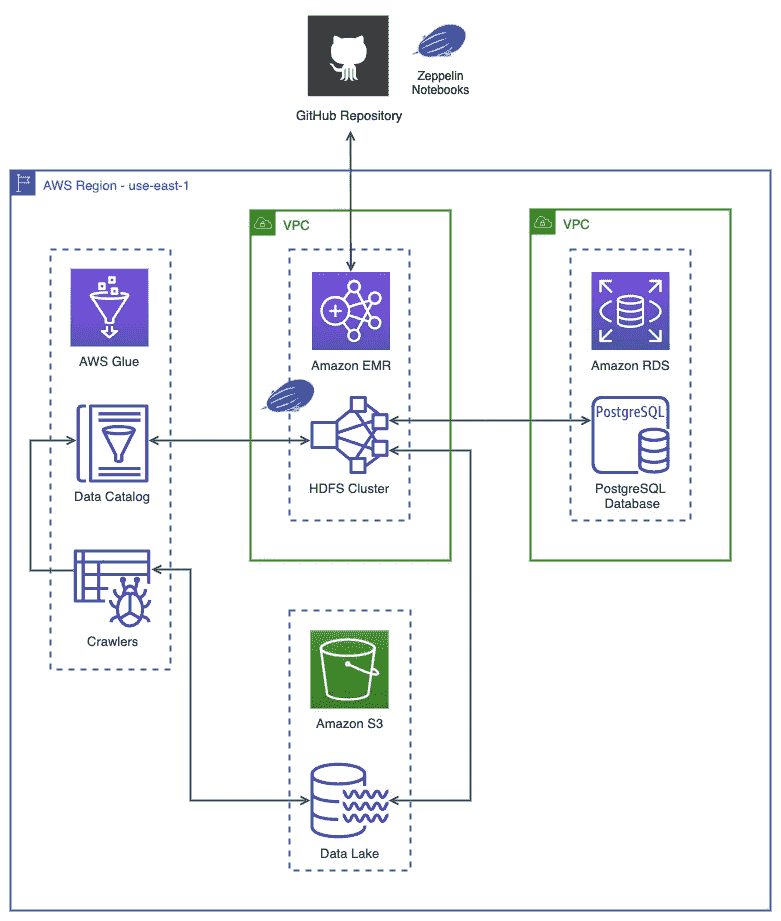 Zeppelin
Notebooks
GitHub Repository
AWS Region - use-east-1
VPC
VPC
AWS Glue
Amazon EMR
Amazon RDS
PostgreSQL
Data Catalog
HDFS Cluster
PostgreSQL
Database
Crawlers
Amazon S3
Data Lake